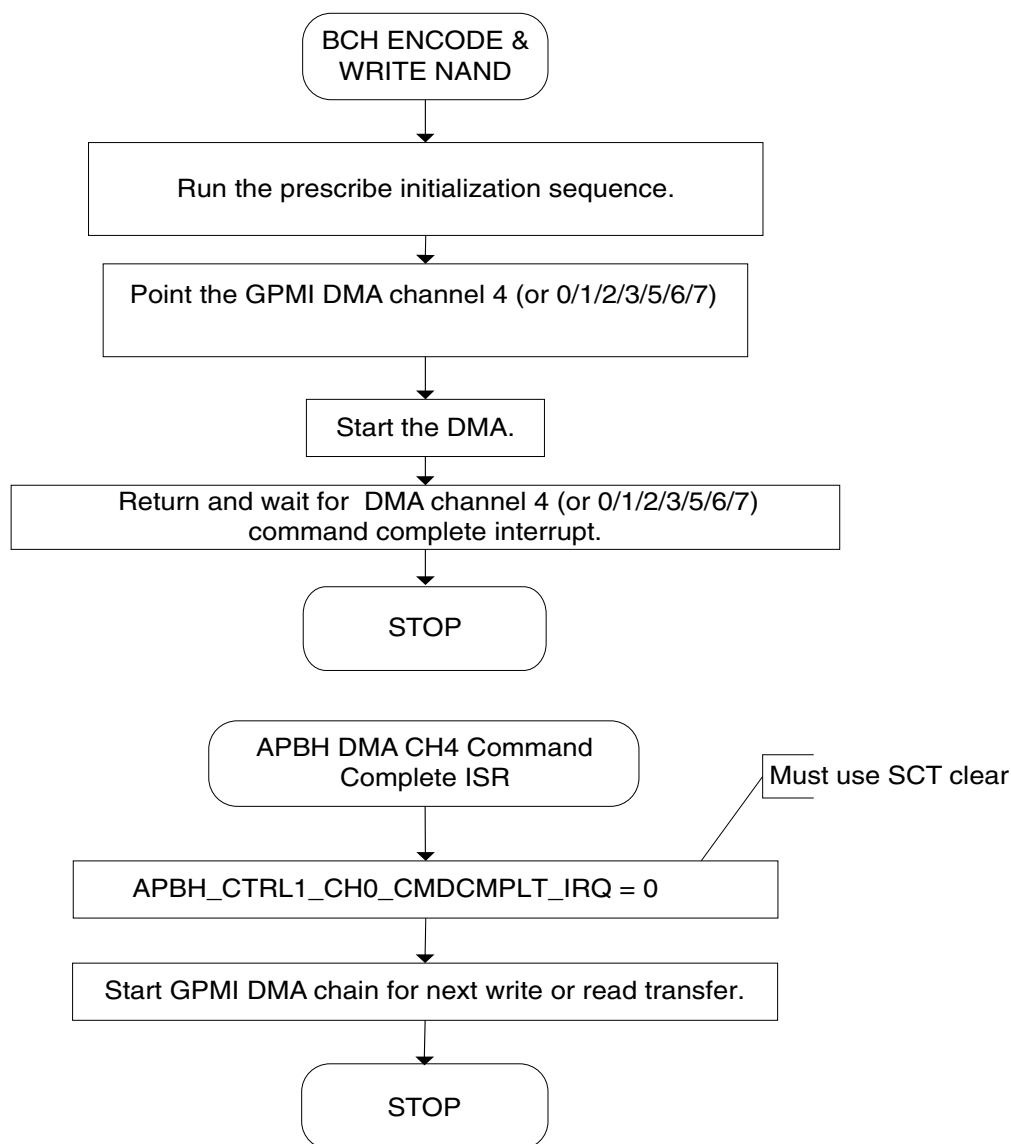 BCH ENCODE &
WRITE NAND
Run the prescribe initialization sequence.
Point the GPMI DMA channel 4 (or 0/1/2/3/5/6/7)
Start the DMA.
Return and wait for DMA channel 4 (or 0/1/2/3/5/6/7)
command complete interrupt.
STOP
APBH DMA CH4 Command
Complete ISR
Must use SCT clear
APBH_CTRL1_CH0_CMDCMPLT_IRQ = 0
Start GPMI DMA chain for next write or read transfer.
STOP